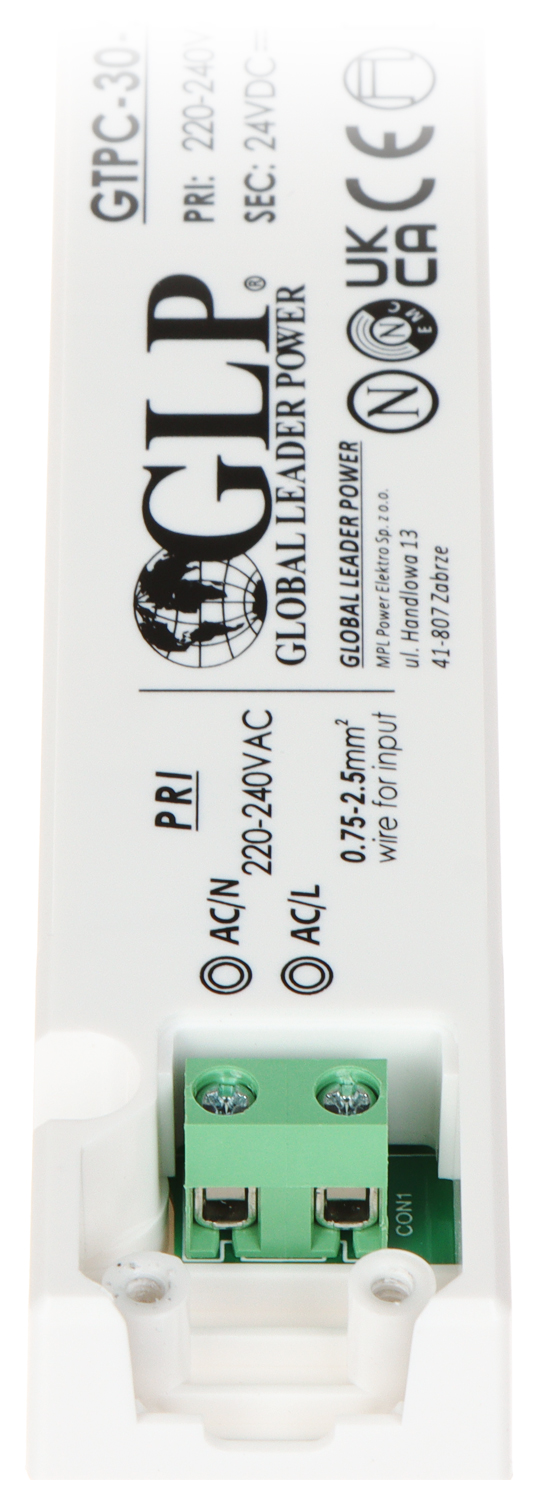 GTPC-30-
PRI: 220-240V
SEC: 24VDC
GLP®
GLOBAL LEADER POWER
CE
UK
CA
N
N EMC
GLOBAL LEADER POWER
MPL Power Elektro Sp. z o.o.
ul. Handlowa 13
41-807 Zabrze
PRI
AC/N
220-240VAC
AC/L
0.75-2.5mm²
wire for input
CON1